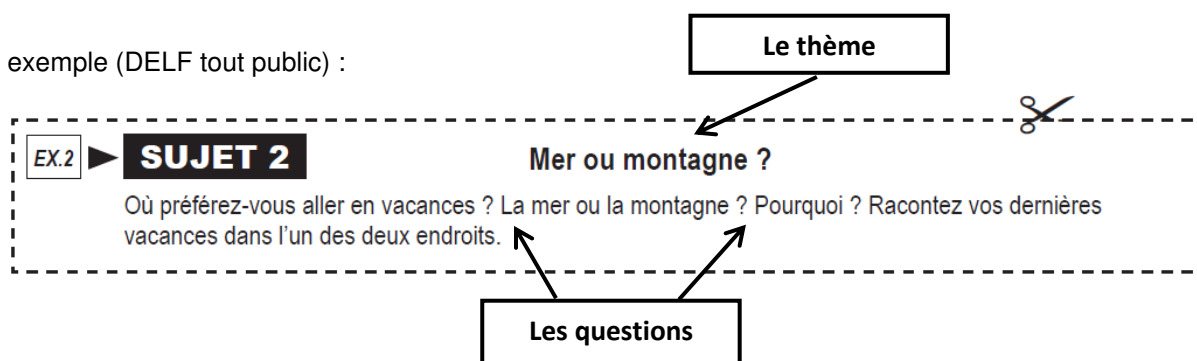 Le thème
exemple (DELF tout public) :
EX.2 SUJET 2 Mer ou montagne ?
Où préférez-vous aller en vacances ? La mer ou la montagne ? Pourquoi ? Racontez vos dernières
vacances dans l'un des deux endroits.
Les questions